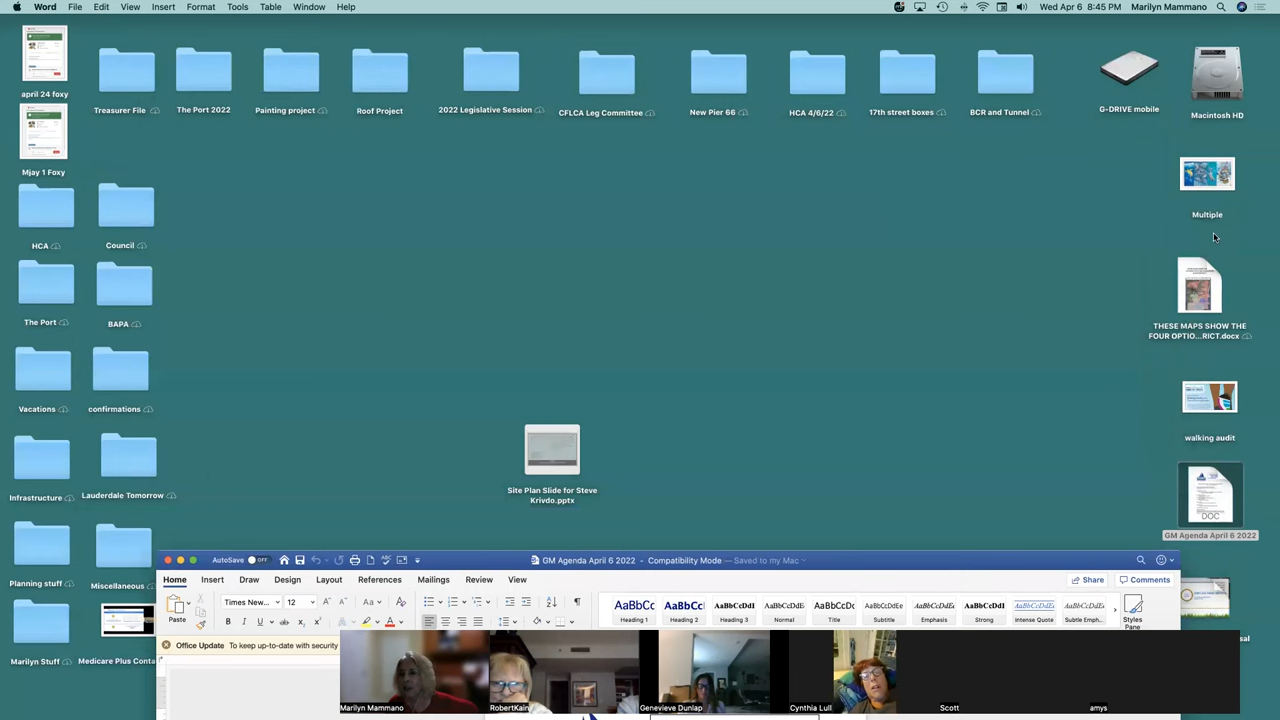 Word File Edit View Insert Format Tools Table Window Help
Wed Apr 6 8:45 PM Marilyn Mammano
april 24 foxy
Treasurer File
The Port 2022
Painting project
Roof Project
2022 Legislative Session
CFLCA Leg Committee
New Pier 66
HCA 4/6/22
17th street boxes
BCR and Tunnel
G-DRIVE mobile
Macintosh HD
Mjay 1 Foxy
Multiple
HCA
Council
The Port
BAPA
THESE MAPS SHOW THE
FOUR OPTIO...RICT.docx
Vacations
confirmations
walking audit
Infrastructure
Lauderdale Tomorrow
Site Plan Slide for Steve
Krivdo.pptx
DOC
GM Agenda April 6 2022
Planning stuff
Miscellaneous
Marilyn Stuff
Medicare Plus Conta
sal
AutoSave OFF
GM Agenda April 6 2022 - Compatibility Mode — Saved to my Mac
Home Insert Draw Design Layout References Mailings Review View
Share Comments
Paste
Times New... 12
B I U ab
AaBbCc AaBbCc AaBbCcDd AaBbCcDdE AaBbCcDc AaBbCcDdE AaBbCcDdEe AaBbCcDdI AaBbCcDdEe AaBbCcDdEe
Heading 1 Heading 2 Heading 3 Normal Title Subtitle Emphasis Strong Intense Quote Subtle Emph...
Styles
Pane
Office Update To keep up-to-date with security
Marilyn Mammano
RobertKain
Genevieve Dunlap
Cynthia Lull
Scott
amys